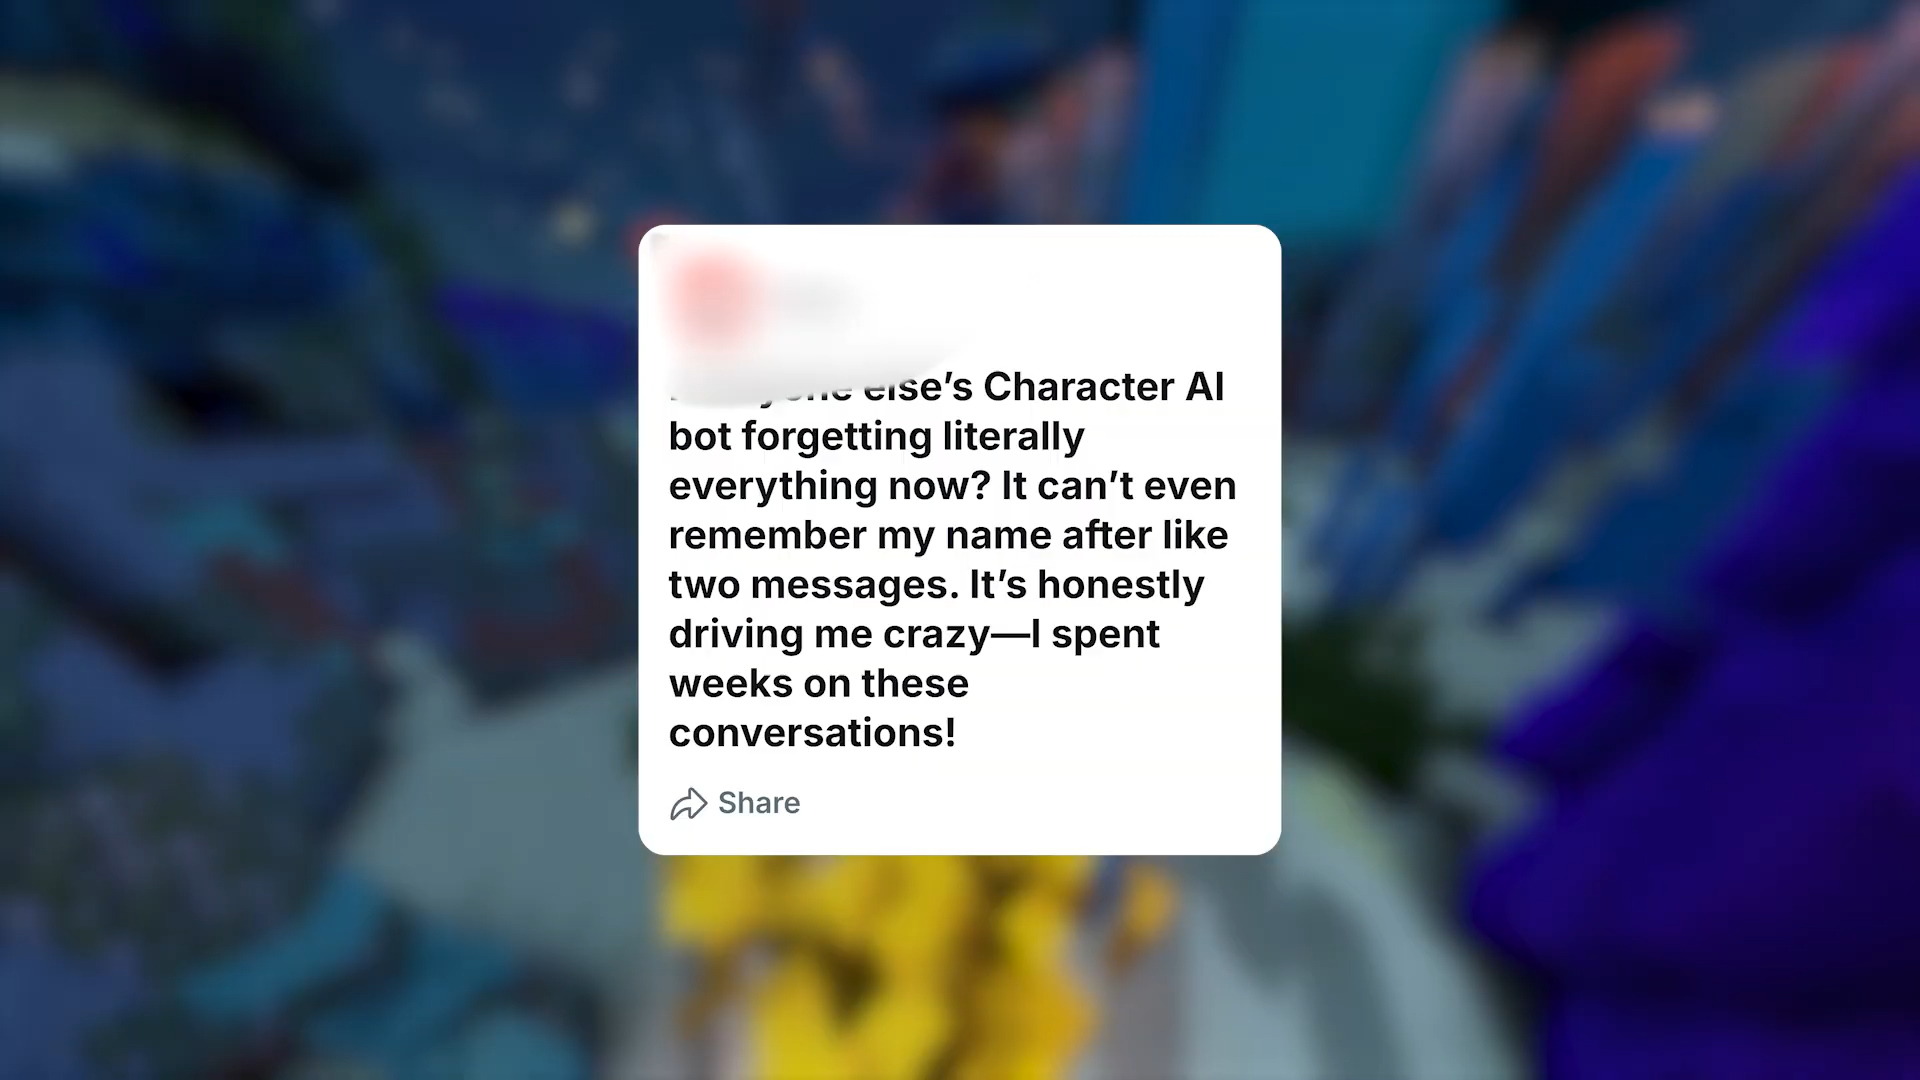 else’s Character AI
bot forgetting literally
everything now? It can’t even
remember my name after like
two messages. It’s honestly
driving me crazy—I spent
weeks on these
conversations!
Share